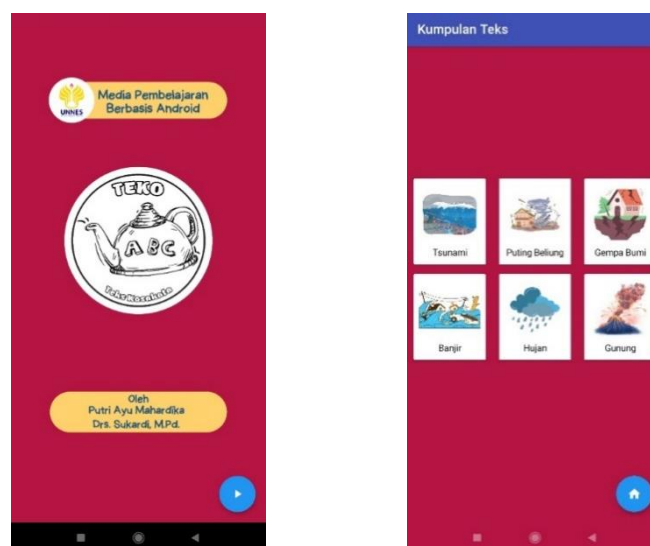 UNNES
Media Pembelajaran
Berbasis Android
TEKO
ABC
Teks Kosakata
Oleh
Putri Ayu Mahardika
Drs. Sukardi, M.Pd.
Kumpulan Teks
Tsunami
Puting Beliung
Gempa Bumi
Banjir
Hujan
Gunung